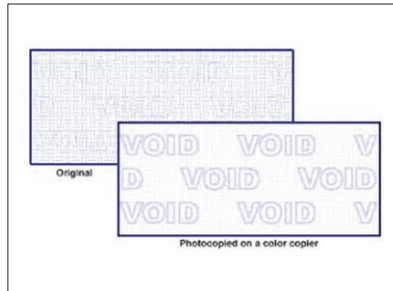 VOID VOID V
Original
D VOID VOID
VOID VOID V
Photocopied on a color copier